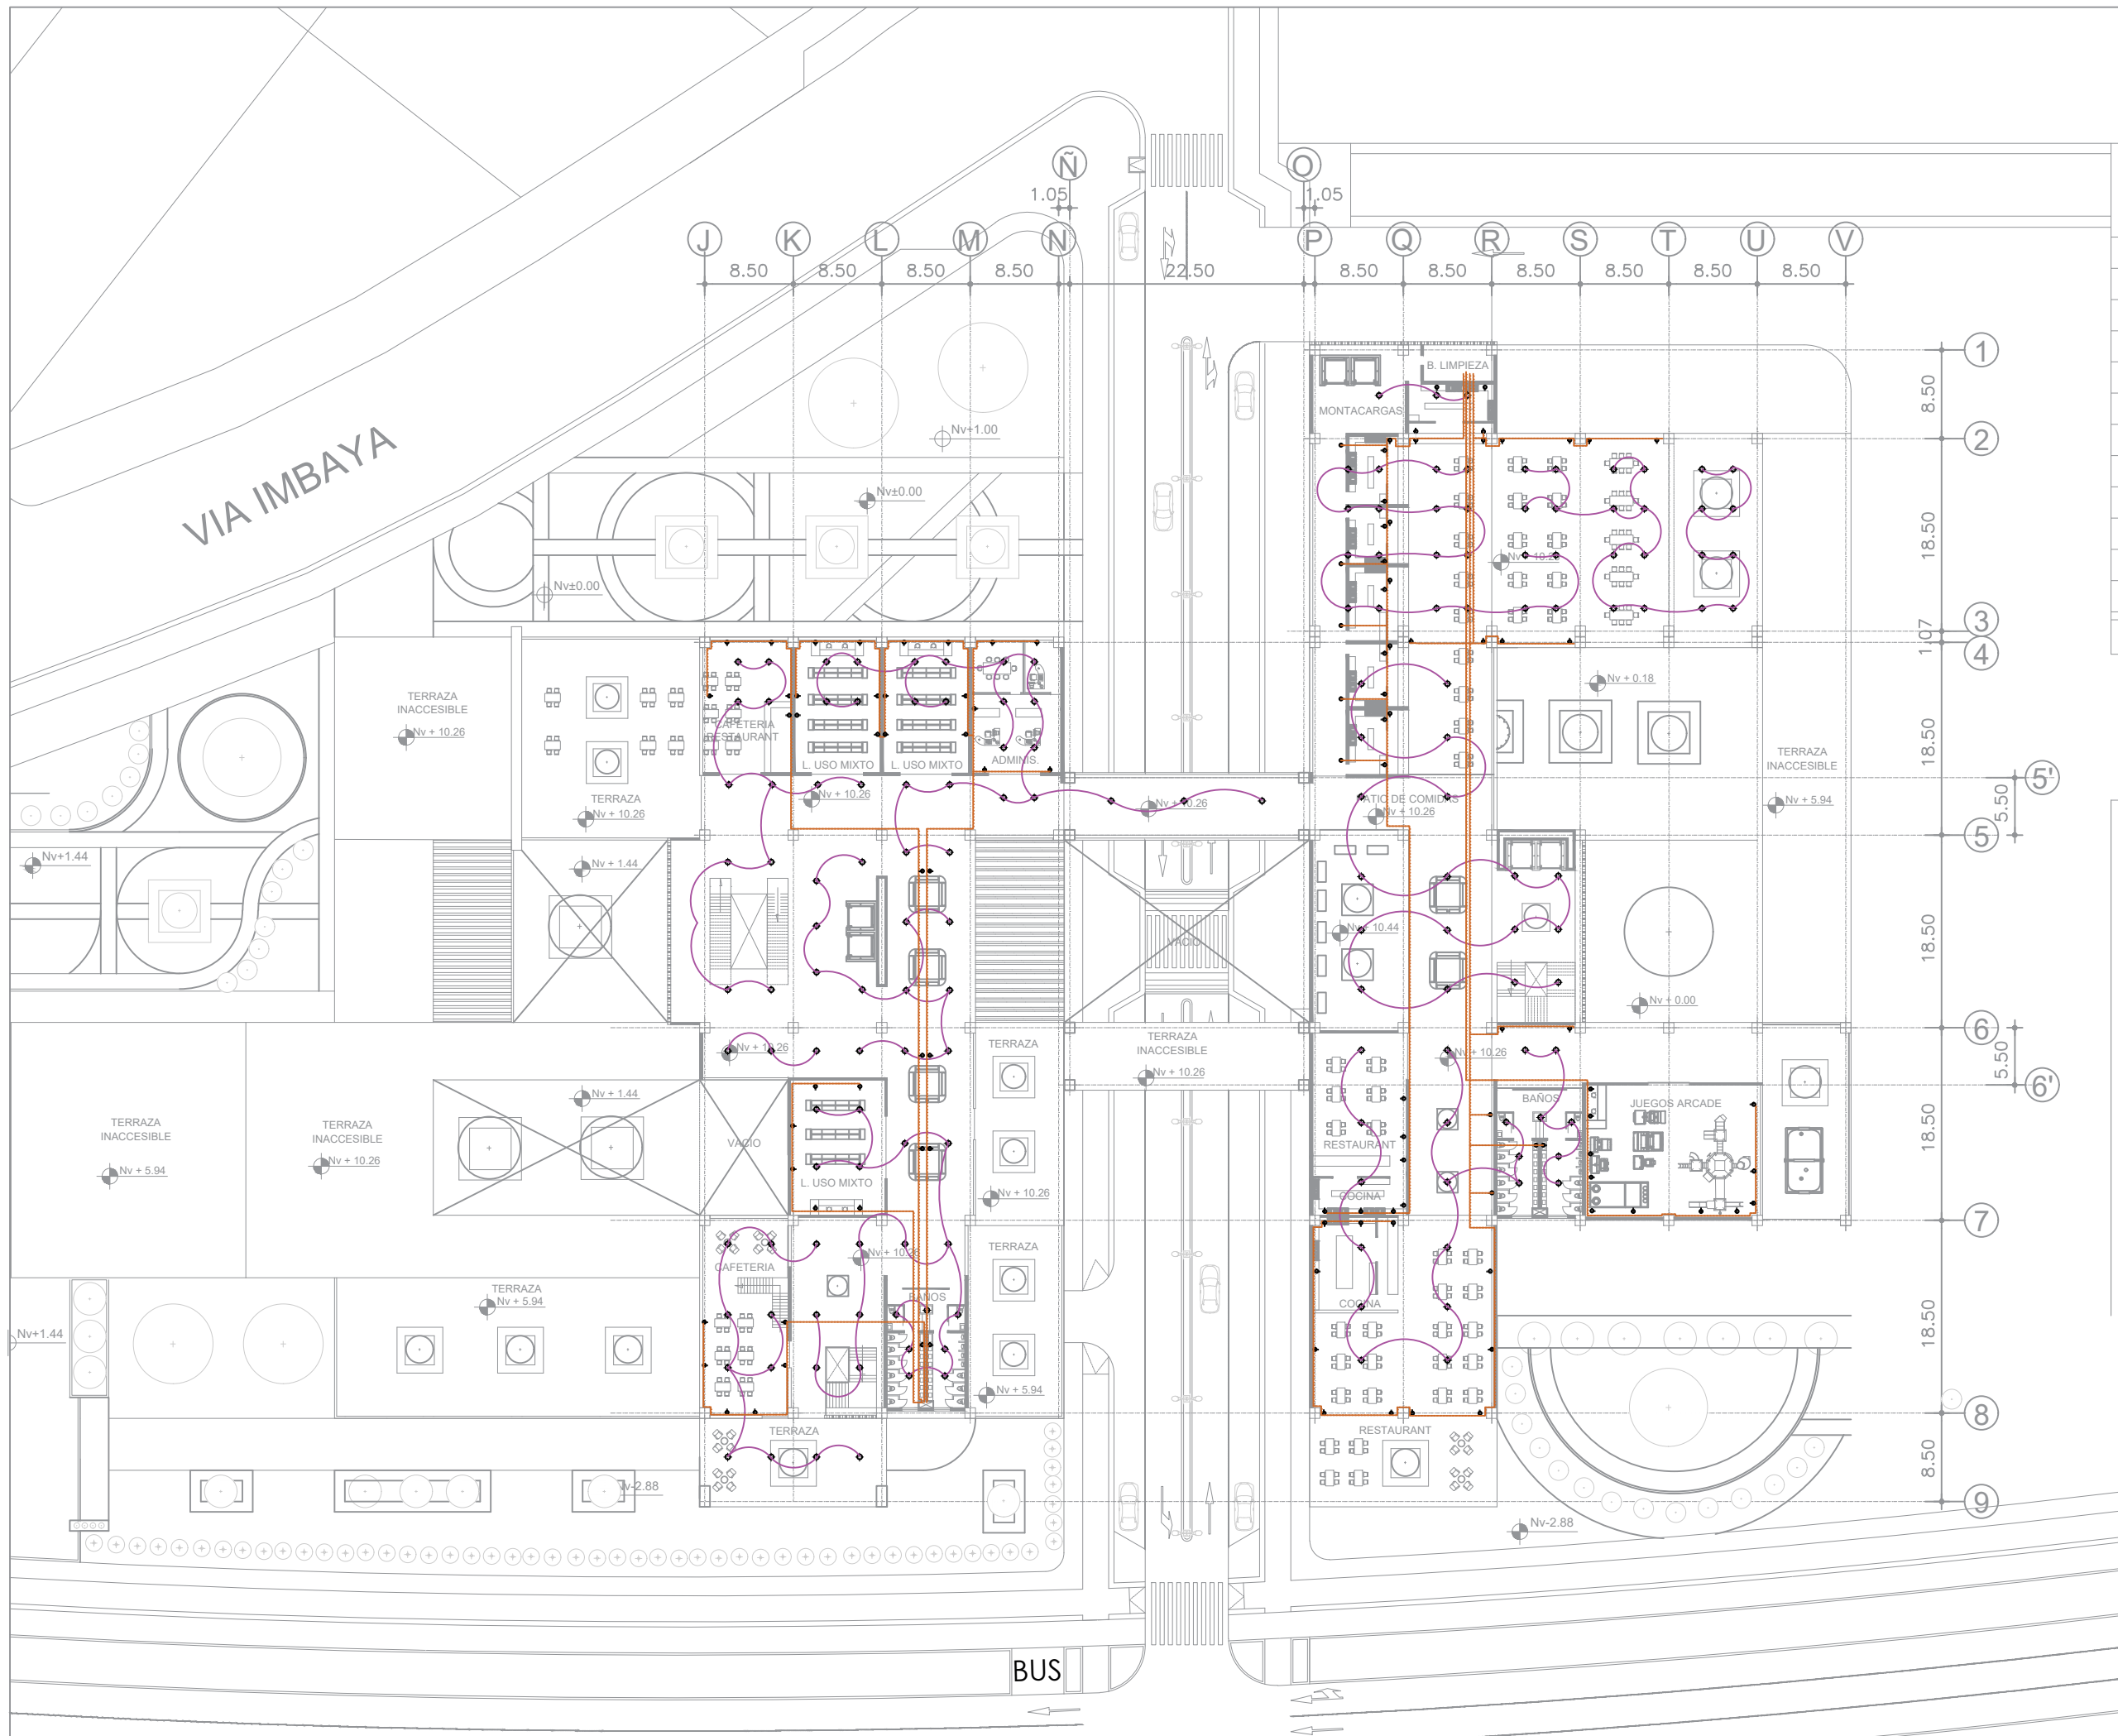 Ñ
O
1.05
1.05
J
K
L
M
N
P
Q
R
S
T
U
V
8.50
8.50
8.50
8.50
22.50
8.50
8.50
8.50
8.50
8.50
8.50
1
B. LIMPIEZA
8.50
MONTACARGAS
VIA IMBAYA
Nv+1.00
2
Nv±0.00
18.50
Nv±0.00
3
1.07
4
Nv + 0.18
TERRAZA
INACCESIBLE
Nv + 10.26
CAFETERIA
RESTAURANT
L. USO MIXTO
L. USO MIXTO
ADMINIS.
18.50
TERRAZA
INACCESIBLE
5'
TERRAZA
Nv + 10.26
Nv + 10.26
Nv + 10.26
PATIO DE COMIDAS
Nv + 10.26
Nv + 5.94
5.50
5
Nv+1.44
Nv + 1.44
VACIO
Nv + 10.44
18.50
Nv + 0.00
6
Nv + 10.26
TERRAZA
TERRAZA
INACCESIBLE
Nv + 10.26
Nv + 10.26
5.50
6'
Nv + 1.44
BAÑOS
JUEGOS ARCADE
TERRAZA
INACCESIBLE
Nv + 5.94
TERRAZA
INACCESIBLE
Nv + 10.26
VACIO
L. USO MIXTO
Nv + 10.26
RESTAURANT
COCINA
18.50
7
TERRAZA
Nv + 10.26
CAFETERIA
TERRAZA
Nv + 5.94
BAÑOS
COCINA
Nv+1.44
18.50
Nv + 5.94
8
TERRAZA
RESTAURANT
8.50
Nv-2.88
9
Nv-2.88
BUS